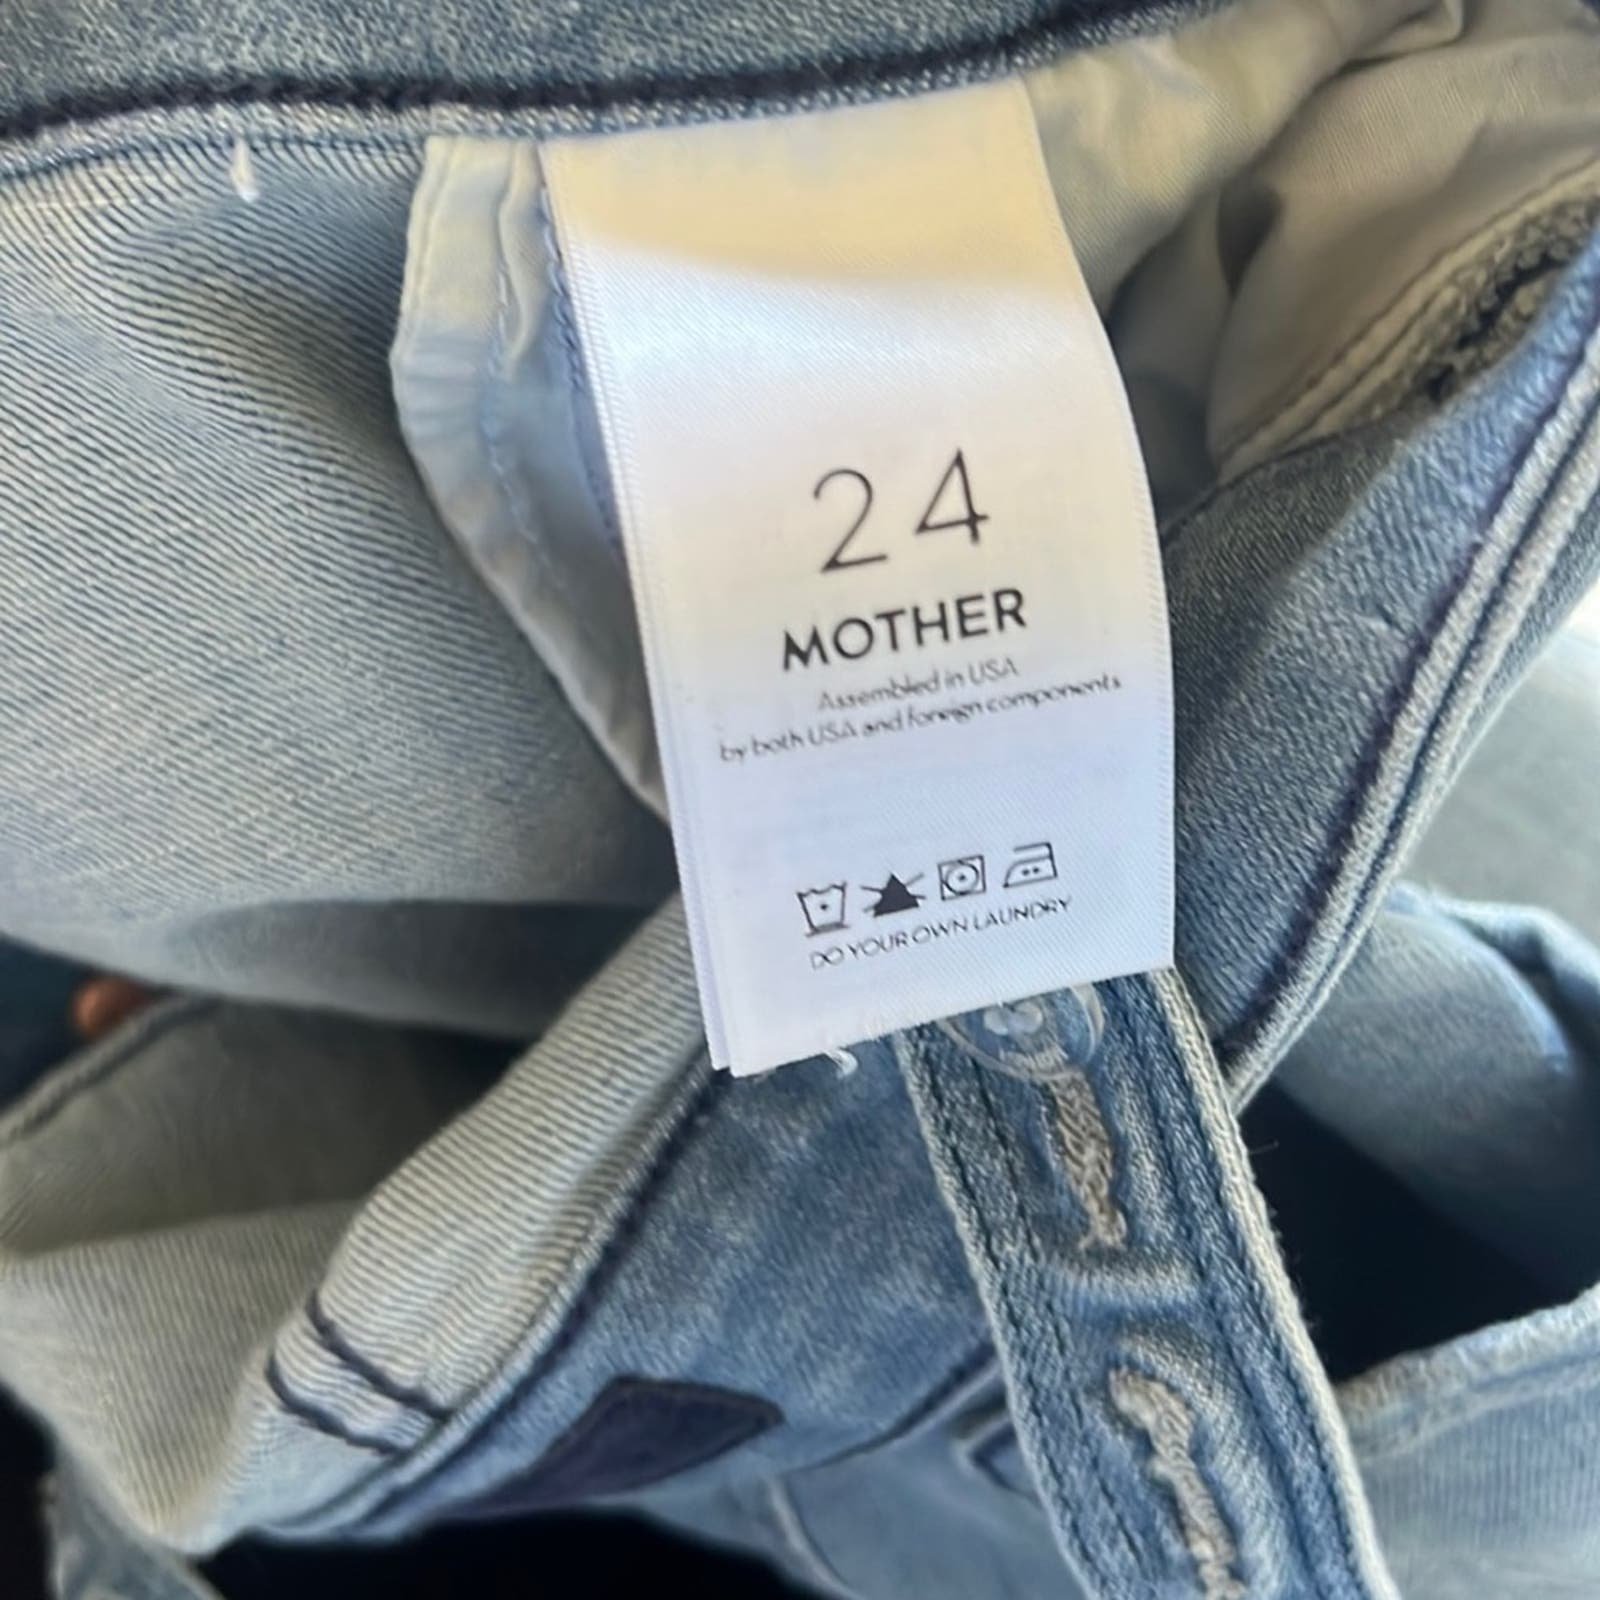 24
MOTHER
Assembled in USA
by both USA and foreign components
DO YOUR OWN LAUNDRY